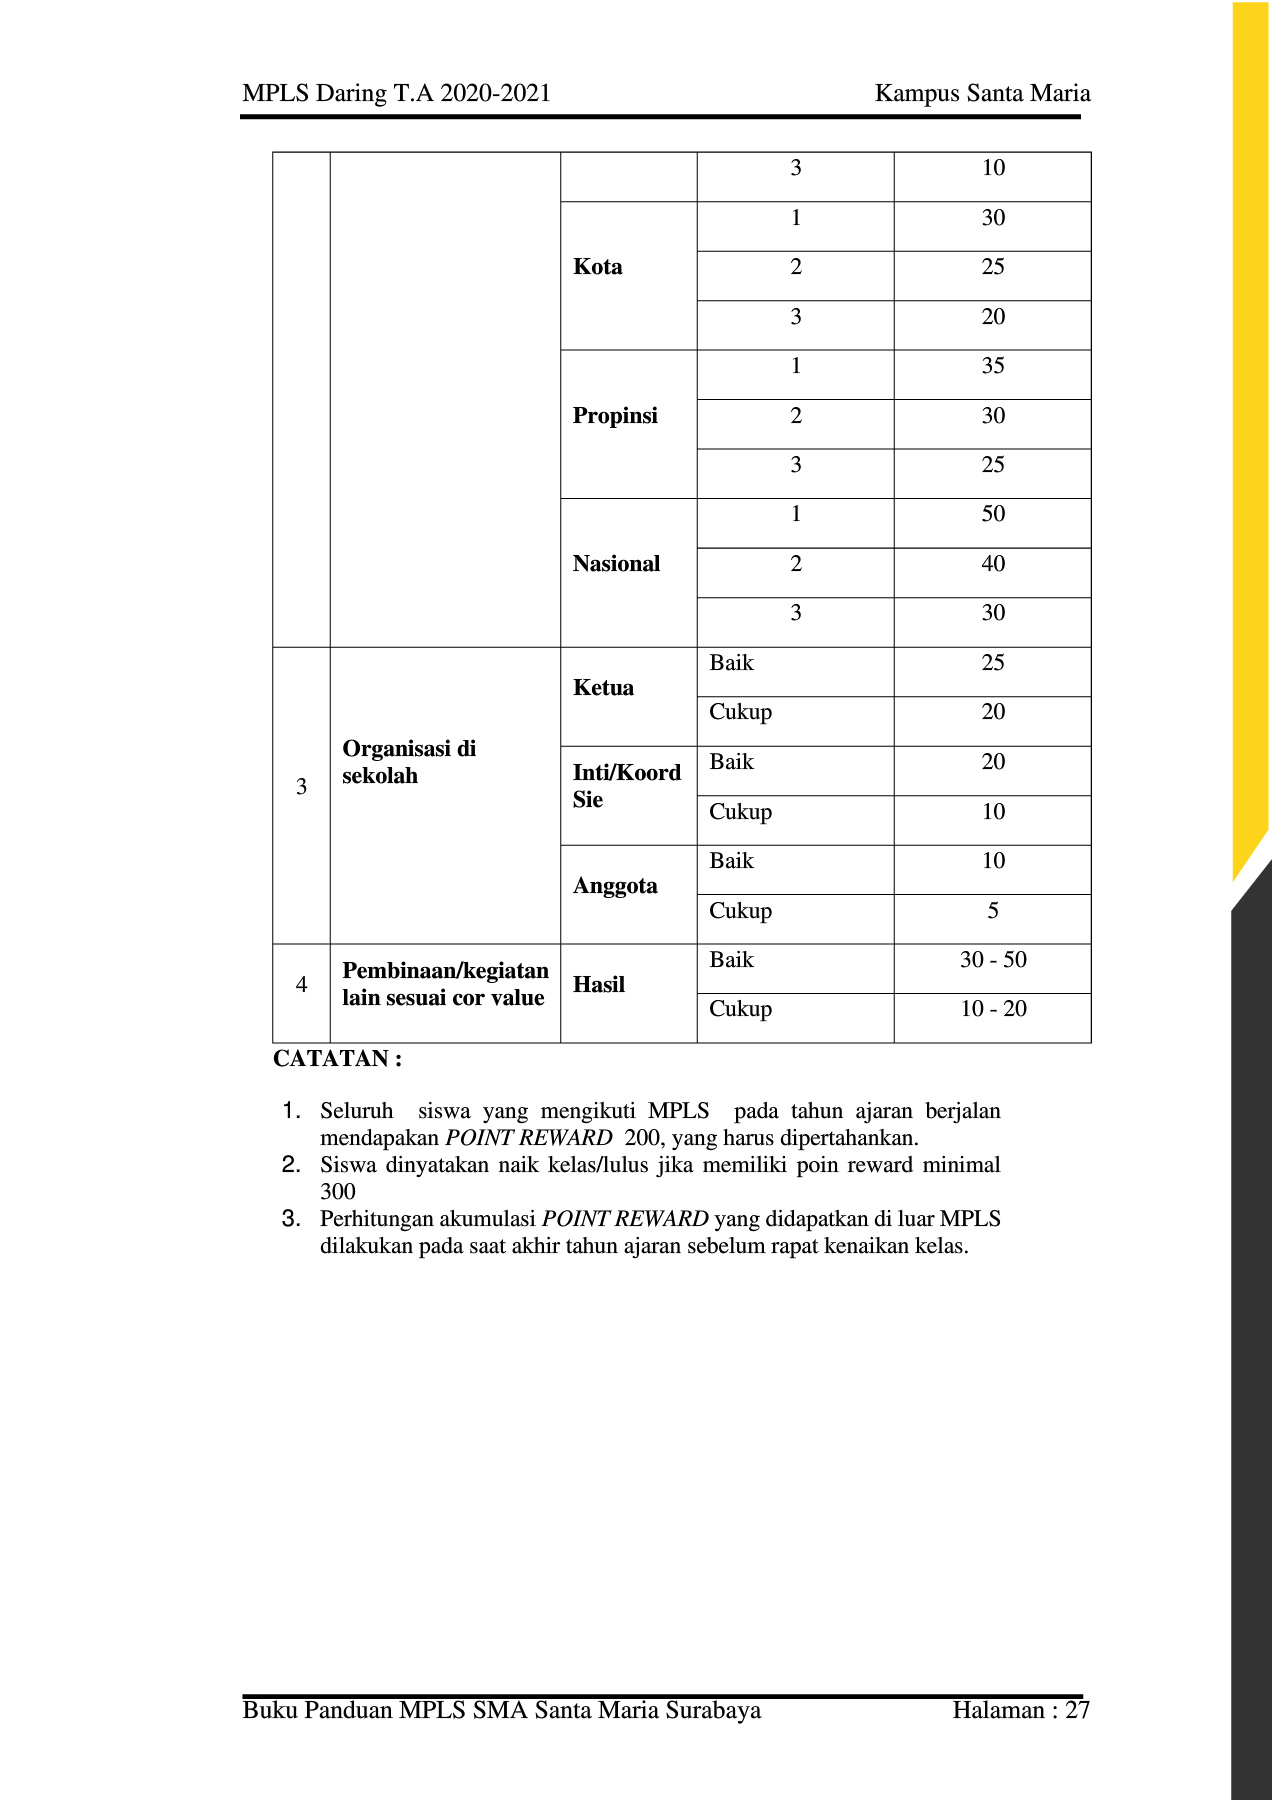 MPLS Daring T.A 2020-2021 Kampus Santa Maria
3 10
1 30
Kota 2 25
3 20
1 35
Propinsi 2 30
3 25
1 50
Nasional 2 40
3 30
Baik 25
Ketua
Cukup 20
Organisasi di
sekolah
3
Inti/Koord
Sie
Baik 20
Cukup 10
Baik 10
Anggota
Cukup 5
4
Pembinaan/kegiatan
lain sesuai cor value
Hasil
Baik 30 - 50
Cukup 10 - 20
CATATAN :
1. Seluruh siswa yang mengikuti MPLS pada tahun ajaran berjalan
mendapakan POINT REWARD 200, yang harus dipertahankan.
2. Siswa dinyatakan naik kelas/lulus jika memiliki poin reward minimal
300
3. Perhitungan akumulasi POINT REWARD yang didapatkan di luar MPLS
dilakukan pada saat akhir tahun ajaran sebelum rapat kenaikan kelas.
Buku Panduan MPLS SMA Santa Maria Surabaya Halaman : 27